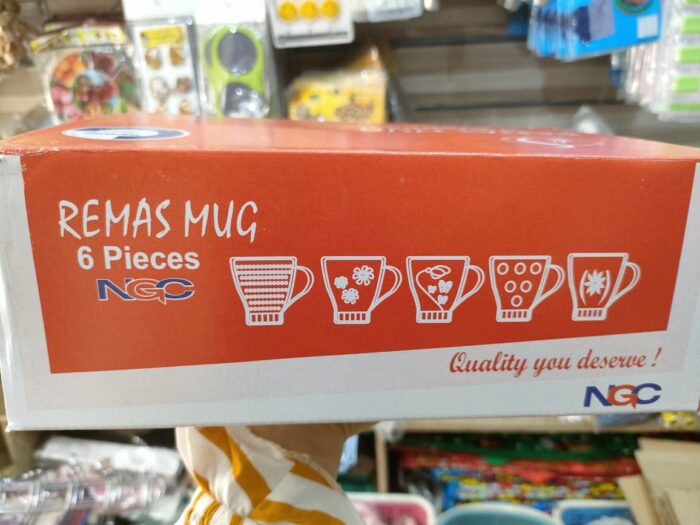 REMAS MUG
6 Pieces
NGC
Quality you deserve !
NGC